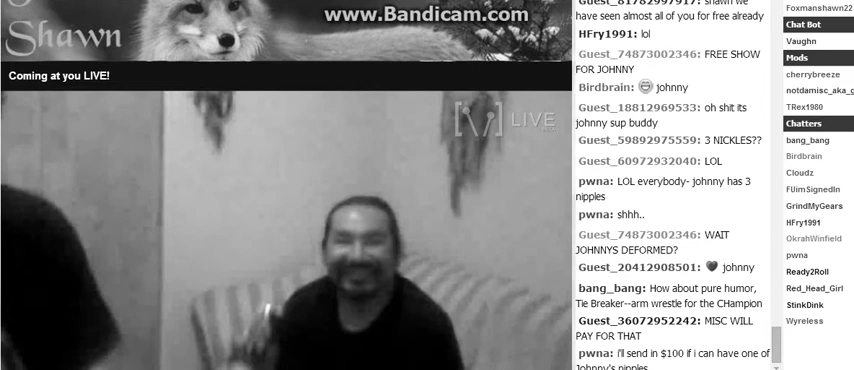 www.Bandicam.com
Shawn
Coming at you LIVE!
LIVE
Guest_81782997917: shawn we
have seen almost all of you for free already
HFry1991: lol
Guest_74873002346: FREE SHOW
FOR JOHNNY
Birdbrain: johnny
Guest_18812969533: oh shit its
johnny sup buddy
Guest_59892975559: 3 NICKLES??
Guest_60972932040: LOL
pwna: LOL everybody- johnny has 3
nipples
pwna: shhh..
Guest_74873002346: WAIT
JOHNNYS DEFORMED?
Guest_20412908501: johnny
bang_bang: How about pure humor,
Tie Breaker--arm wrestle for the CHampion
Guest_36072952242: MISC WILL
PAY FOR THAT
pwna: i'll send in $100 if i can have one of
Johnny's nipples
Foxmanshawn22
Chat Bot
Vaughn
Mods
cherrybreeze
notdamisc_aka_g
TRex1980
Chatters
bang_bang
Birdbrain
Cloudz
FUimSignedIn
GrindMyGears
HFry1991
OkrahWinfield
pwna
Ready2Roll
Red_Head_Girl
StinkDink
Wyreless